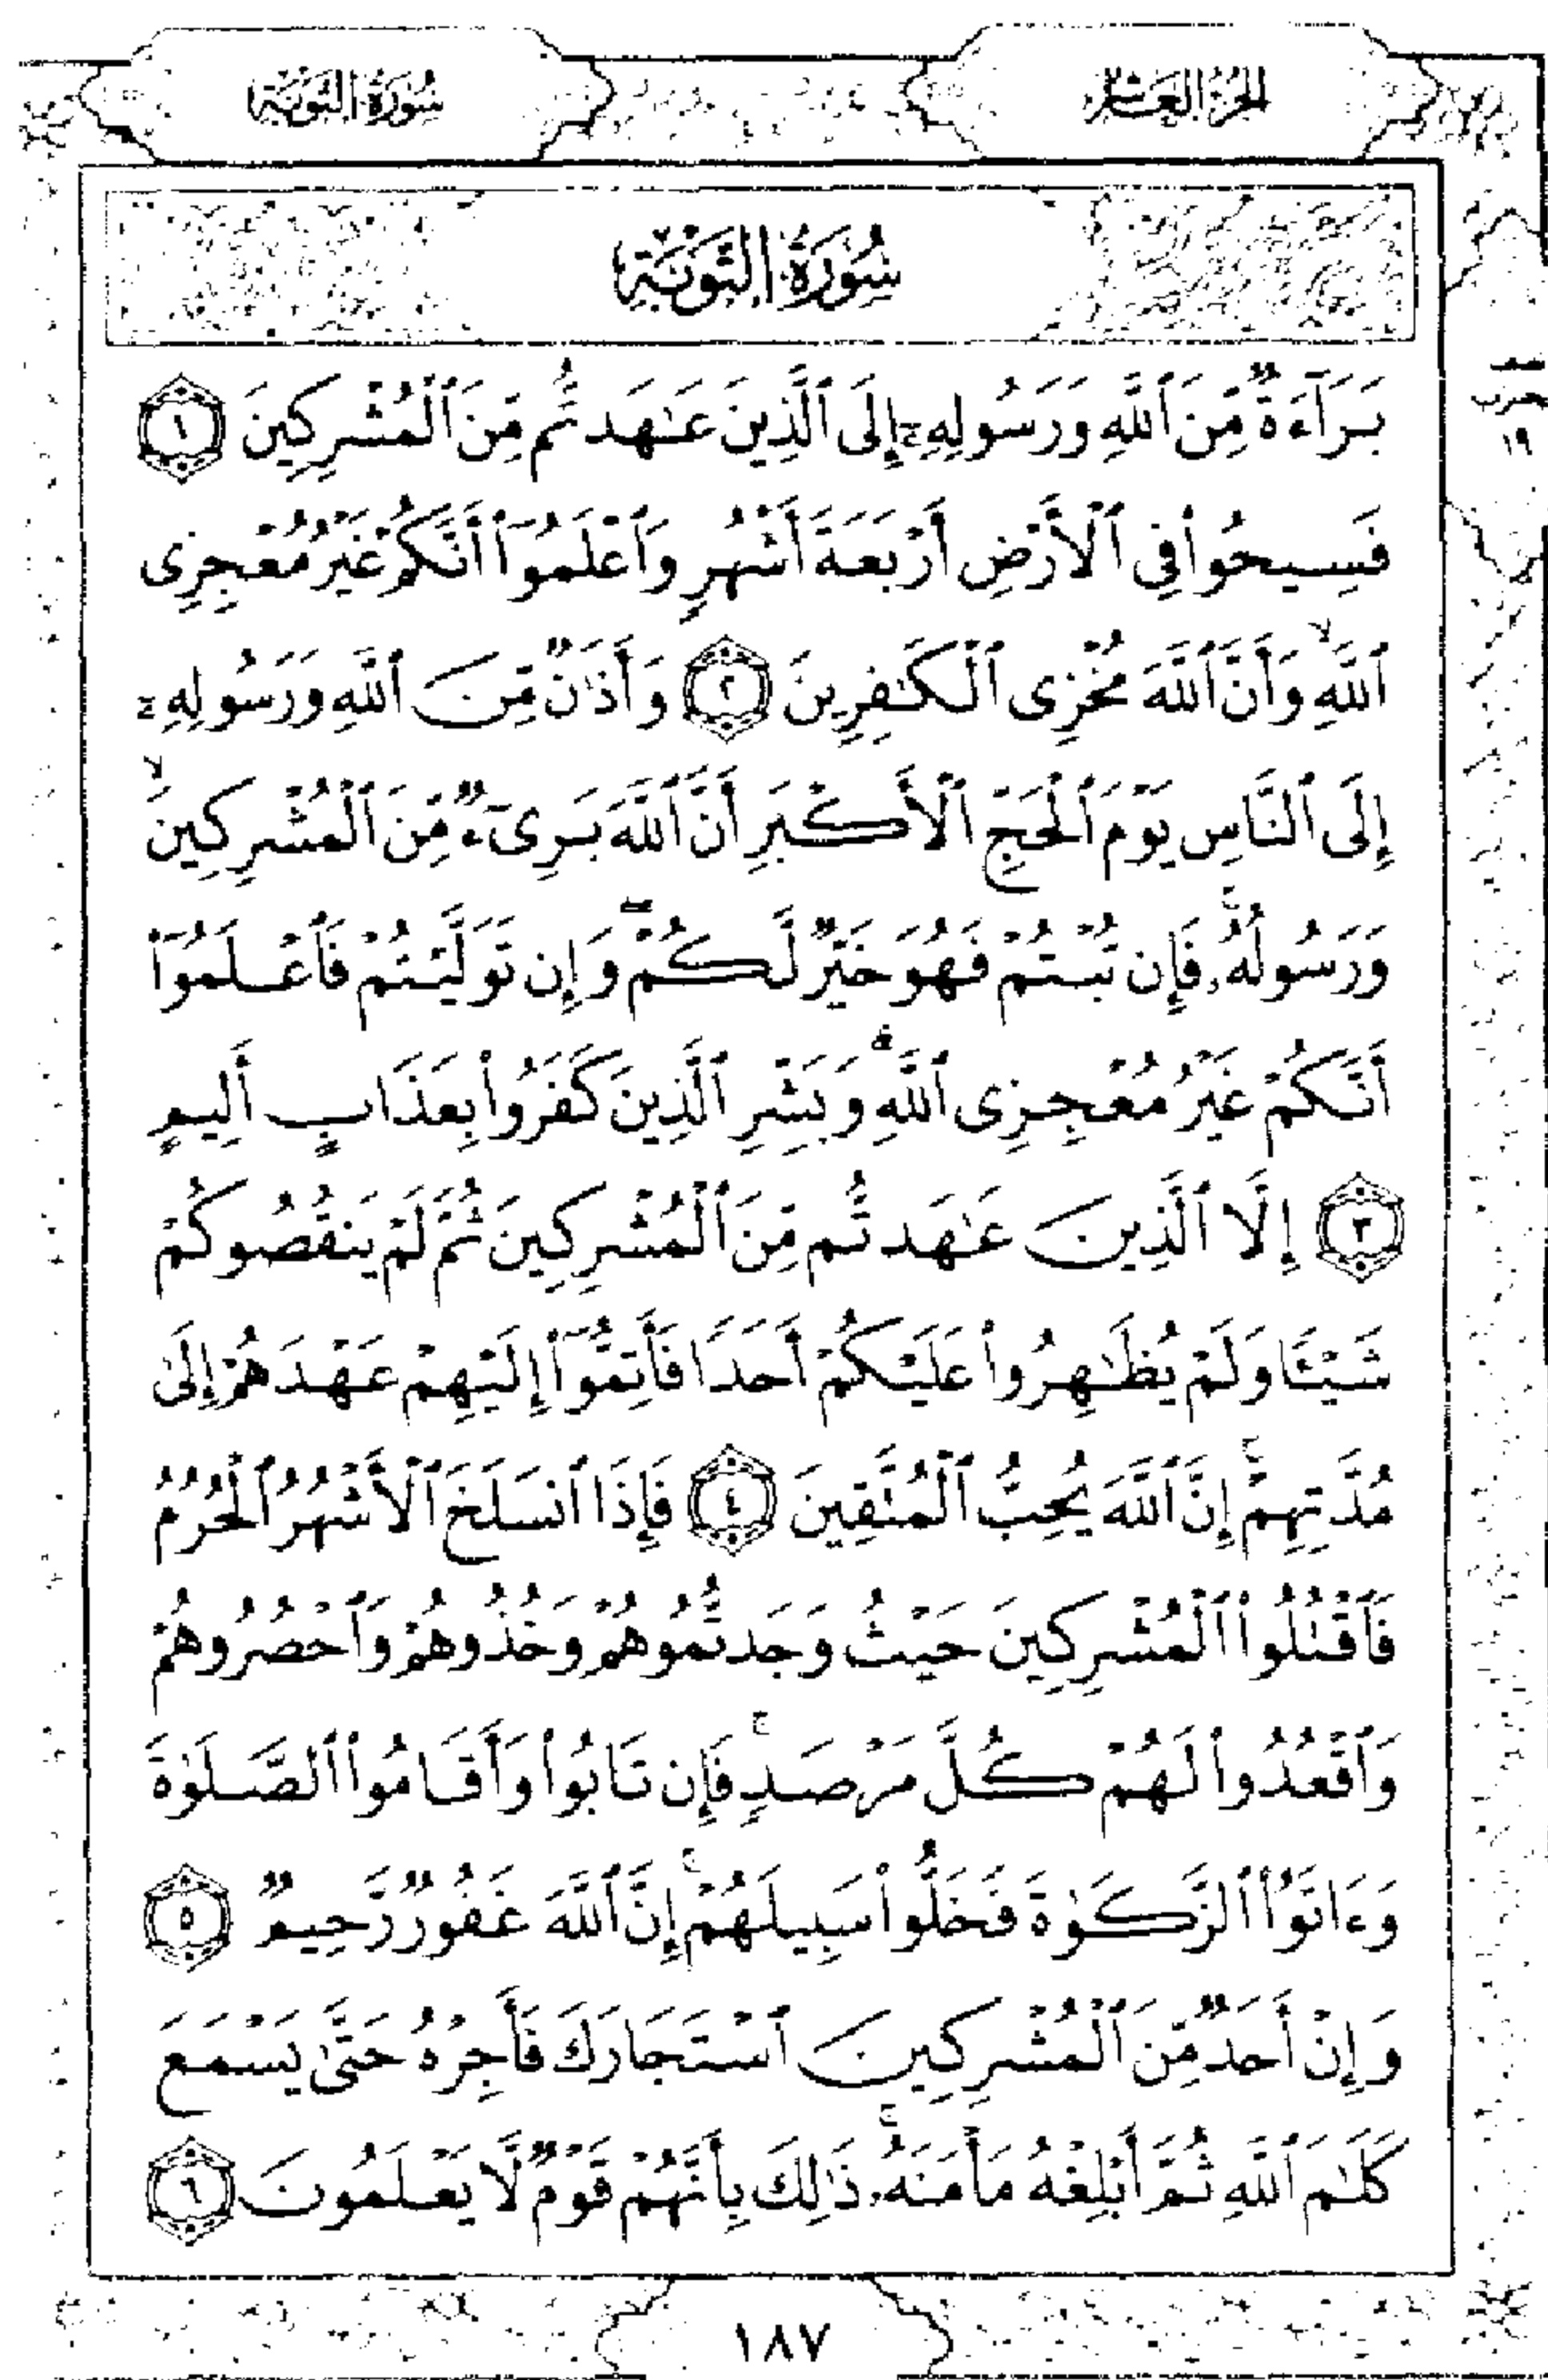 الجزء العاشر
سورة التوبة
سُورَةُ التَّوْبَةِ
بَرَآءَةٌ مِّنَ ٱللَّهِ وَرَسُولِهِۦٓ إِلَى ٱلَّذِينَ عَٰهَدتُّم مِّنَ ٱلْمُشْرِكِينَ ١
حزب
١٩
فَسِيحُوا۟ فِى ٱلْأَرْضِ أَرْبَعَةَ أَشْهُرٍ وَٱعْلَمُوٓا۟ أَنَّكُمْ غَيْرُ مُعْجِزِى
ٱللَّهِ ۙ وَأَنَّ ٱللَّهَ مُخْزِى ٱلْكَٰفِرِينَ ٢ وَأَذَٰنٌ مِّنَ ٱللَّهِ وَرَسُولِهِۦٓ
إِلَى ٱلنَّاسِ يَوْمَ ٱلْحَجِّ ٱلْأَكْبَرِ أَنَّ ٱللَّهَ بَرِىٓءٌ مِّنَ ٱلْمُشْرِكِينَ ۙ
وَرَسُولُهُۥ ۚ فَإِن تُبْتُمْ فَهُوَ خَيْرٌ لَّكُمْ ۖ وَإِن تَوَلَّيْتُمْ فَٱعْلَمُوٓا۟
أَنَّكُمْ غَيْرُ مُعْجِزِى ٱللَّهِ ۗ وَبَشِّرِ ٱلَّذِينَ كَفَرُوا۟ بِعَذَابٍ أَلِيمٍ
٣ إِلَّا ٱلَّذِينَ عَٰهَدتُّم مِّنَ ٱلْمُشْرِكِينَ ثُمَّ لَمْ يَنقُصُوكُمْ
شَيْـًٔا وَلَمْ يُظَٰهِرُوا۟ عَلَيْكُمْ أَحَدًا فَأَتِمُّوٓا۟ إِلَيْهِمْ عَهْدَهُمْ إِلَىٰ
مُدَّتِهِمْ ۚ إِنَّ ٱللَّهَ يُحِبُّ ٱلْمُتَّقِينَ ٤ فَإِذَا ٱنسَلَخَ ٱلْأَشْهُرُ ٱلْحُرُمُ
فَٱقْتُلُوا۟ ٱلْمُشْرِكِينَ حَيْثُ وَجَدتُّمُوهُمْ وَخُذُوهُمْ وَٱحْصُرُوهُمْ
وَٱقْعُدُوا۟ لَهُمْ كُلَّ مَرْصَدٍ ۚ فَإِن تَابُوا۟ وَأَقَامُوا۟ ٱلصَّلَوٰةَ
وَءَاتَوُا۟ ٱلزَّكَوٰةَ فَخَلُّوا۟ سَبِيلَهُمْ ۚ إِنَّ ٱللَّهَ غَفُورٌ رَّحِيمٌ ٥
وَإِنْ أَحَدٌ مِّنَ ٱلْمُشْرِكِينَ ٱسْتَجَارَكَ فَأَجِرْهُ حَتَّىٰ يَسْمَعَ
كَلَٰمَ ٱللَّهِ ثُمَّ أَبْلِغْهُ مَأْمَنَهُۥ ۚ ذَٰلِكَ بِأَنَّهُمْ قَوْمٌ لَّا يَعْلَمُونَ ٦
١٨٧